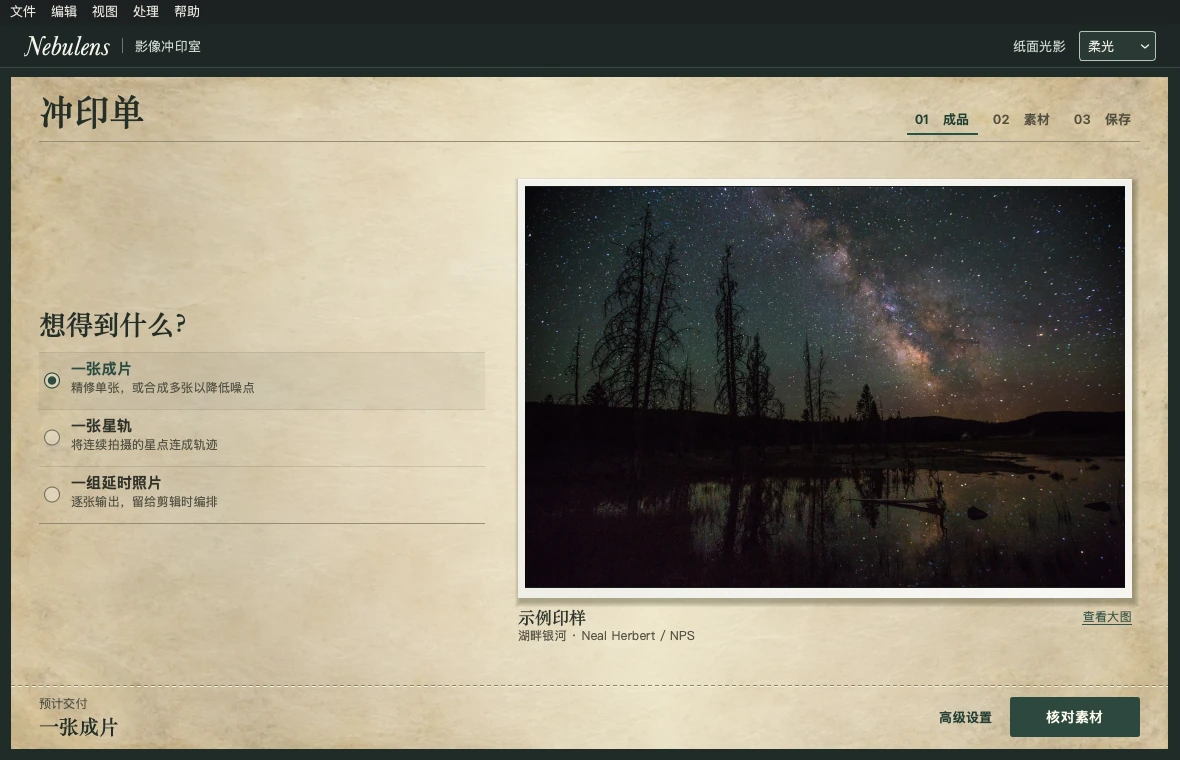 文件 编辑 视图 处理 帮助
Nebulens 影像冲印室
纸面光影 柔光
冲印单
01 成品 02 素材 03 保存
想得到什么?
一张成片
精修单张，或合成多张以降低噪点
一张星轨
将连续拍摄的星点连成轨迹
一组延时照片
逐张输出，留给剪辑时编排
示例印样
湖畔银河 · Neal Herbert / NPS
查看大图
预计交付
一张成片
高级设置
核对素材